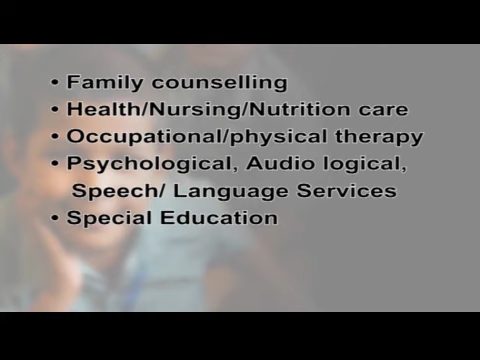 • Family counselling
• Health/Nursing/Nutrition care
• Occupational/physical therapy
• Psychological, Audio logical,
Speech/ Language Services
• Special Education